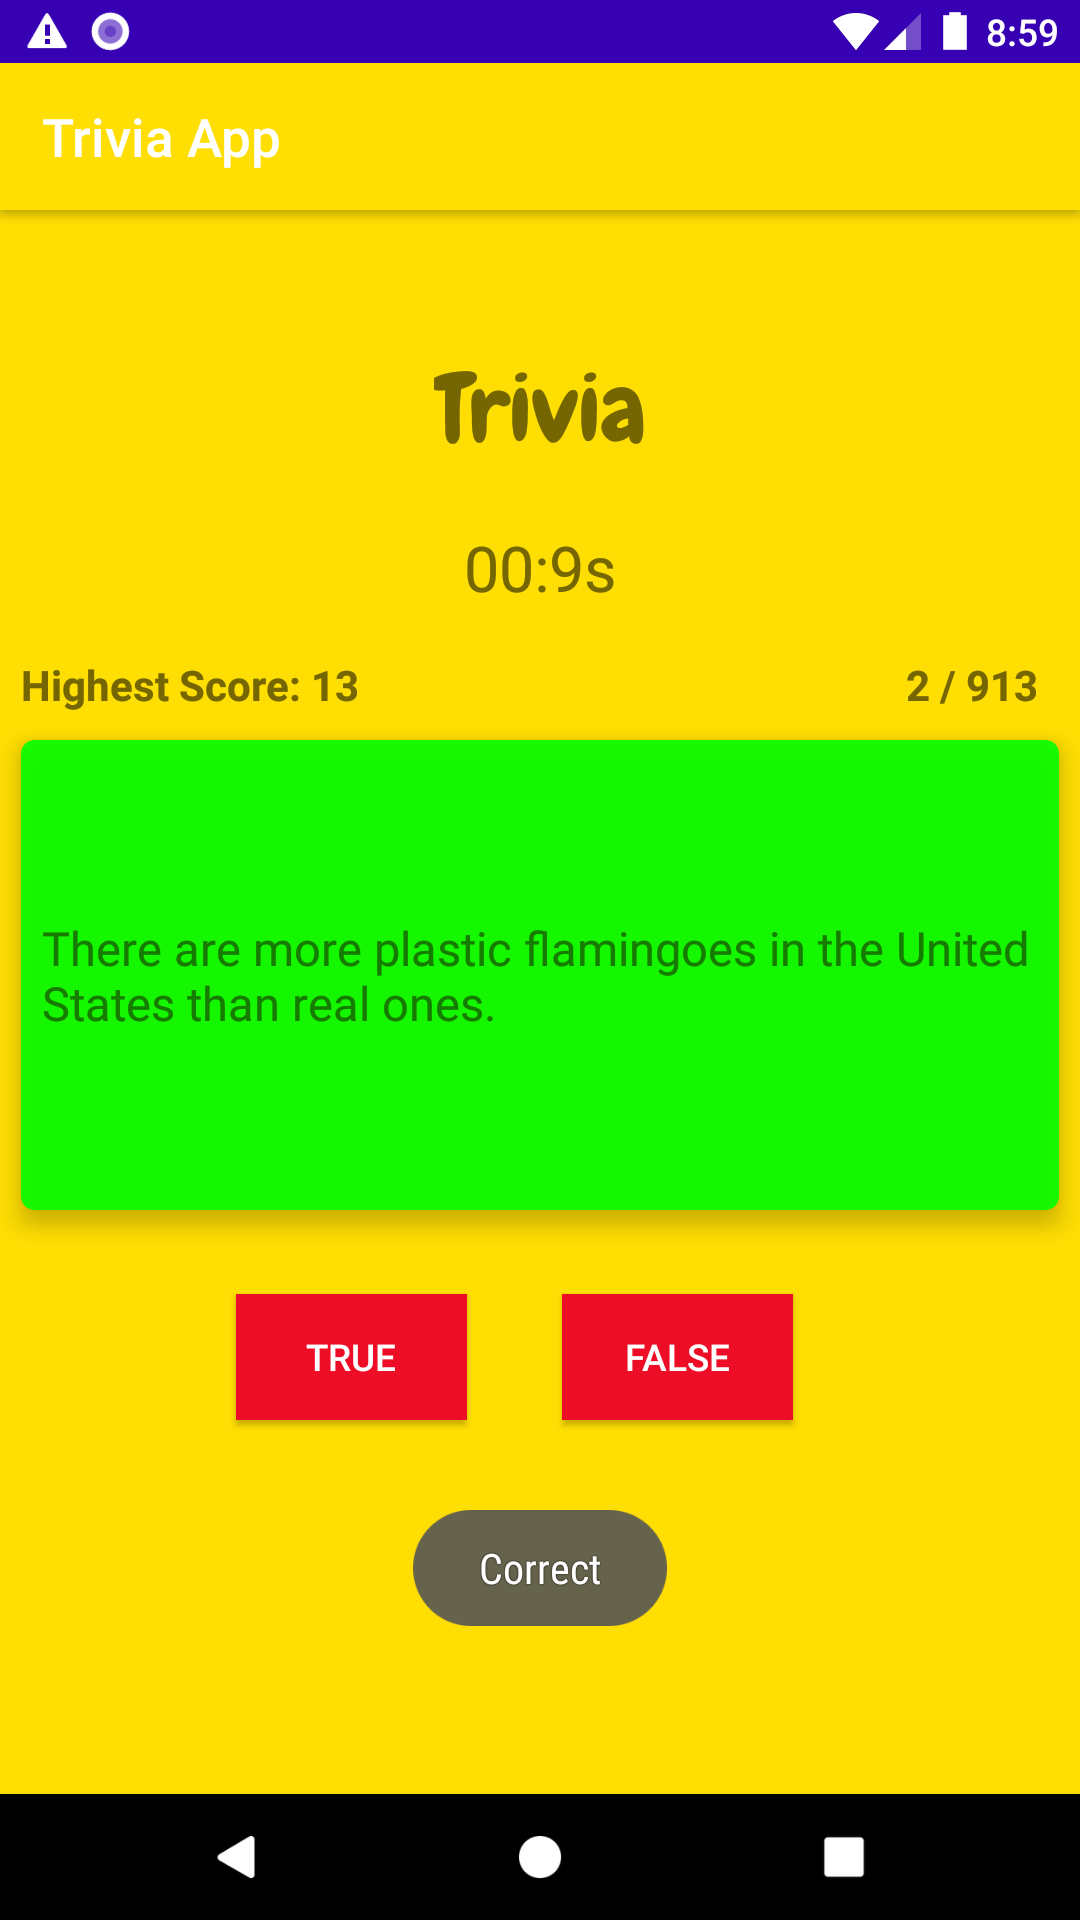 8:59
Trivia App
Trivia
00:9s
Highest Score: 13
2 / 913
There are more plastic flamingoes in the United
States than real ones.
TRUE
FALSE
Correct